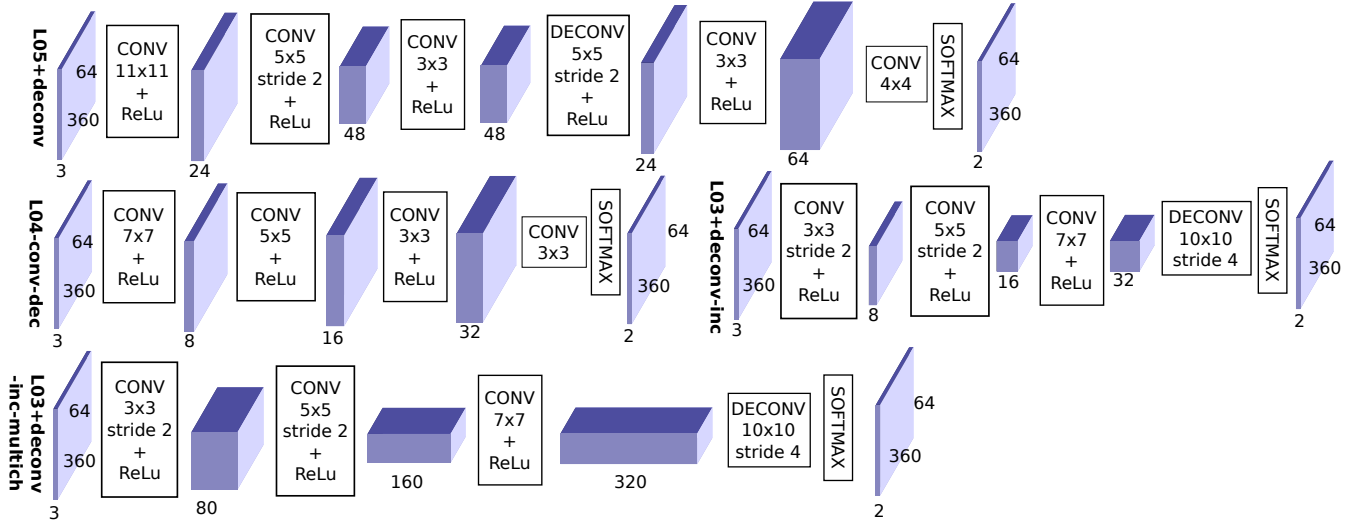 L05+deconv
64
360
3
CONV
11x11
+
ReLu
24
CONV
5x5
stride 2
+
ReLu
48
CONV
3x3
+
ReLu
48
DECONV
5x5
stride 2
+
ReLu
24
CONV
3x3
+
ReLu
64
CONV
4x4
SOFTMAX
64
360
2
L04-conv-dec
64
360
3
CONV
7x7
+
ReLu
8
CONV
5x5
+
ReLu
16
CONV
3x3
+
ReLu
32
CONV
3x3
SOFTMAX
64
360
2
L03+deconv-inc
64
360
3
CONV
3x3
stride 2
+
ReLu
8
CONV
5x5
stride 2
+
ReLu
16
CONV
7x7
+
ReLu
32
DECONV
10x10
stride 4
SOFTMAX
64
360
2
L03+deconv
-inc-multich
64
360
3
CONV
3x3
stride 2
+
ReLu
80
CONV
5x5
stride 2
+
ReLu
160
CONV
7x7
+
ReLu
320
DECONV
10x10
stride 4
SOFTMAX
64
360
2